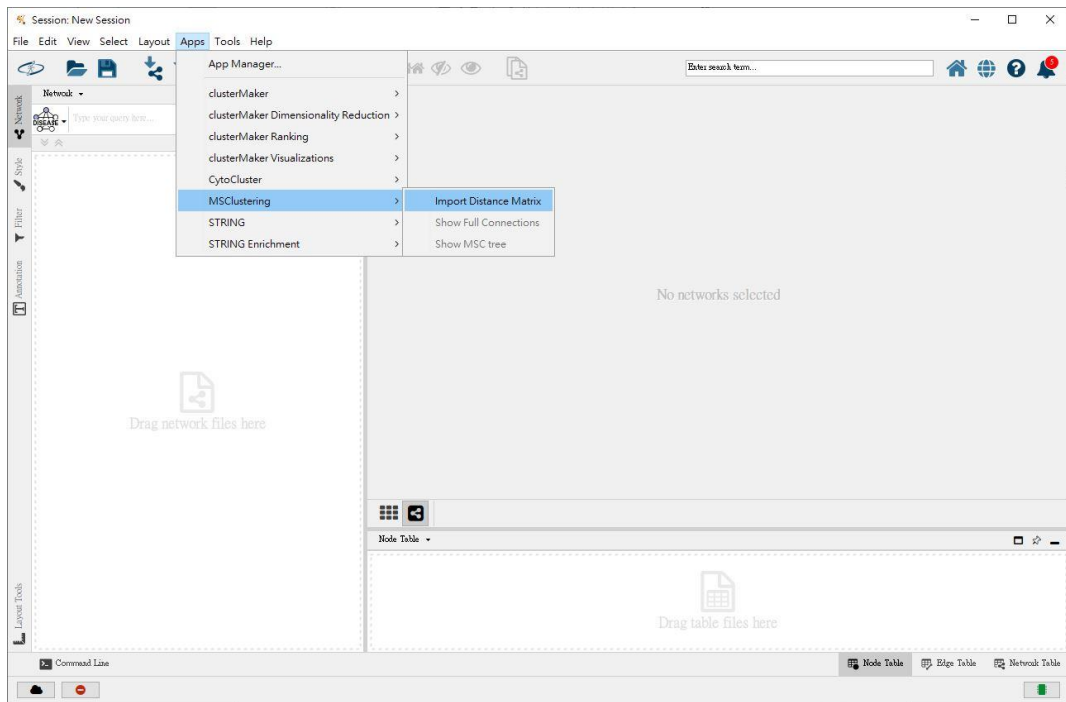 Session: New Session
File Edit View Select Layout Apps Tools Help
App Manager...
Enter search term...
5
Network
DISEASE
Type your query here...
clusterMaker
clusterMaker Dimensionality Reduction
clusterMaker Ranking
clusterMaker Visualizations
CytoCluster
MSClustering
STRING
STRING Enrichment
Import Distance Matrix
Show Full Connections
Show MSC tree
Network
Style
Filter
Annotation
Layout Tools
No networks selected
Drag network files here
Node Table
Drag table files here
Command Line
Node Table
Edge Table
Network Table